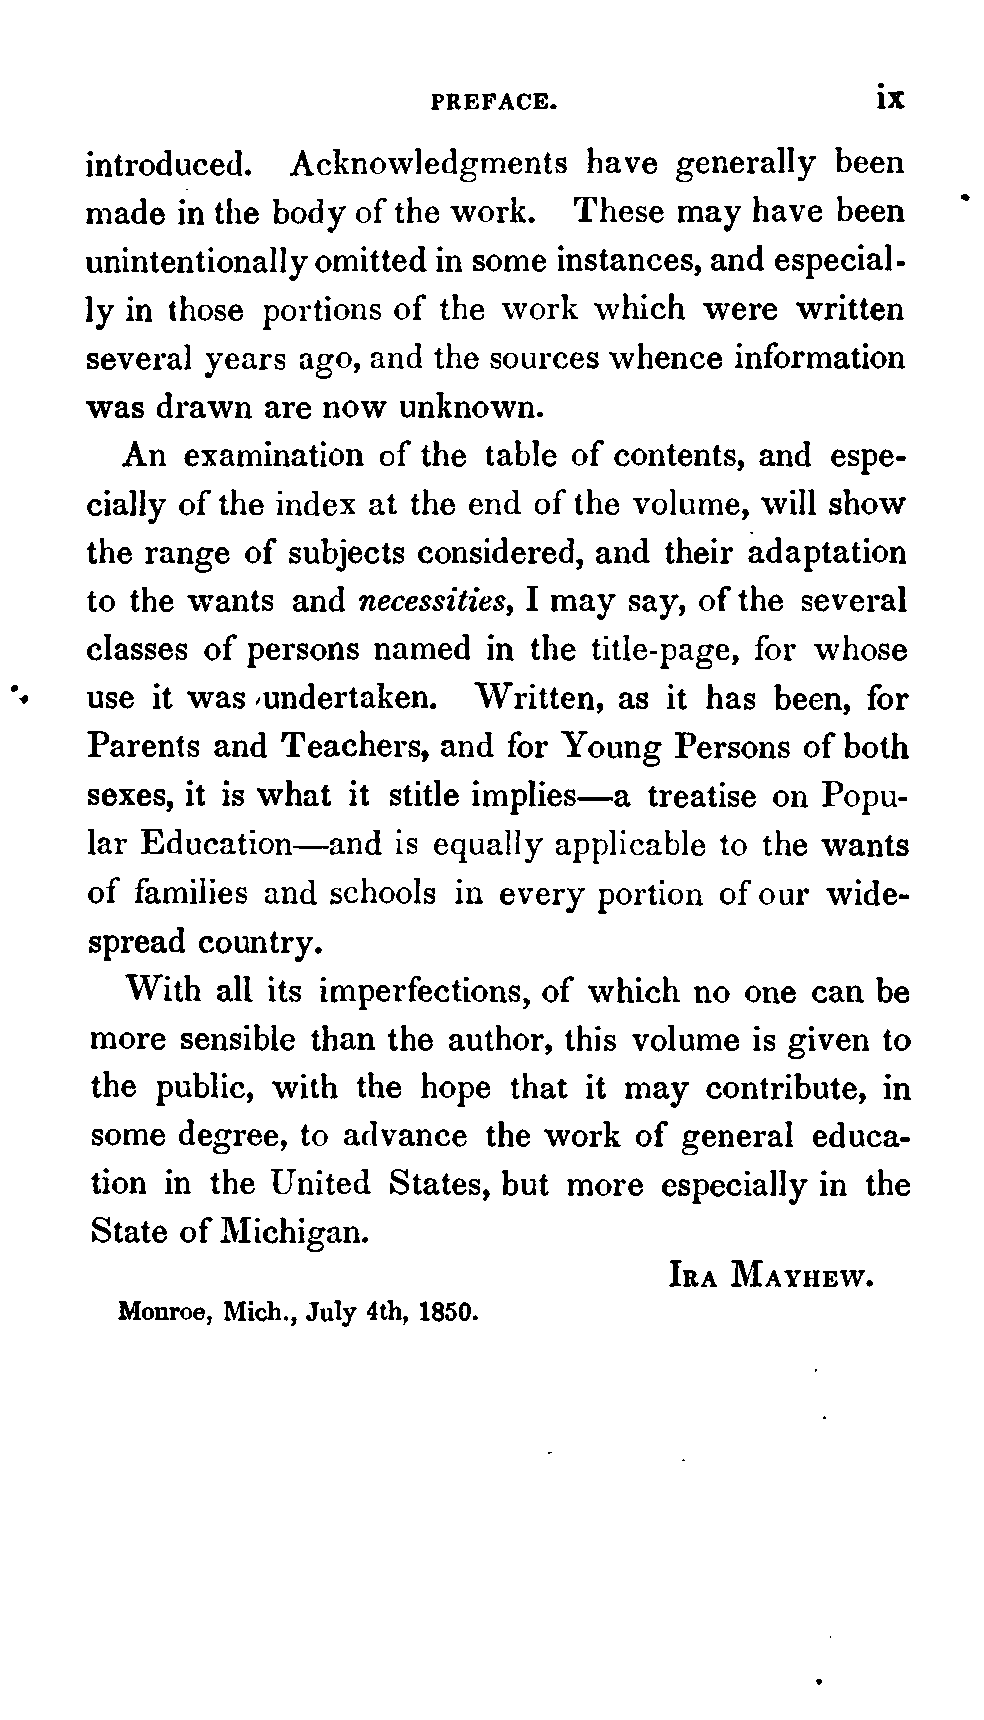 PREFACE. ix
introduced. Acknowledgments have generally been
made in the body of the work. These may have been
unintentionally omitted in some instances, and especial-
ly in those portions of the work which were written
several years ago, and the sources whence information
was drawn are now unknown.
An examination of the table of contents, and espe-
cially of the index at the end of the volume, will show
the range of subjects considered, and their adaptation
to the wants and necessities, I may say, of the several
classes of persons named in the title-page, for whose
use it was undertaken. Written, as it has been, for
Parents and Teachers, and for Young Persons of both
sexes, it is what it stitle implies—a treatise on Popu-
lar Education—and is equally applicable to the wants
of families and schools in every portion of our wide-
spread country.
With all its imperfections, of which no one can be
more sensible than the author, this volume is given to
the public, with the hope that it may contribute, in
some degree, to advance the work of general educa-
tion in the United States, but more especially in the
State of Michigan.
IRA MAYHEW.
Monroe, Mich., July 4th, 1850.